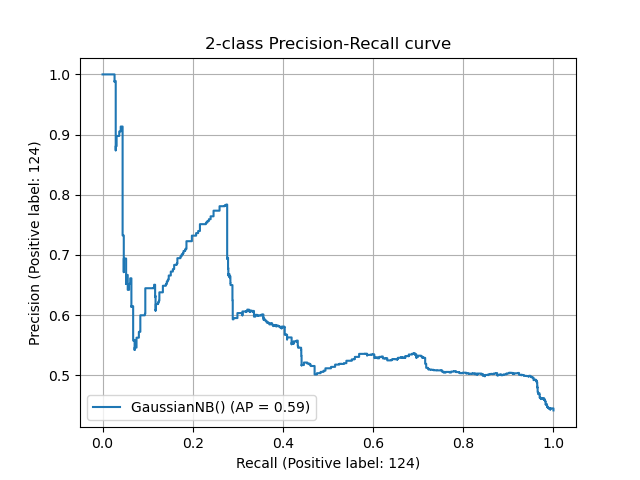 2-class Precision-Recall curve
Precision (Positive label: 124)
1.0
0.9
0.8
0.7
0.6
0.5
GaussianNB() (AP = 0.59)
0.0 0.2 0.4 0.6 0.8 1.0
Recall (Positive label: 124)